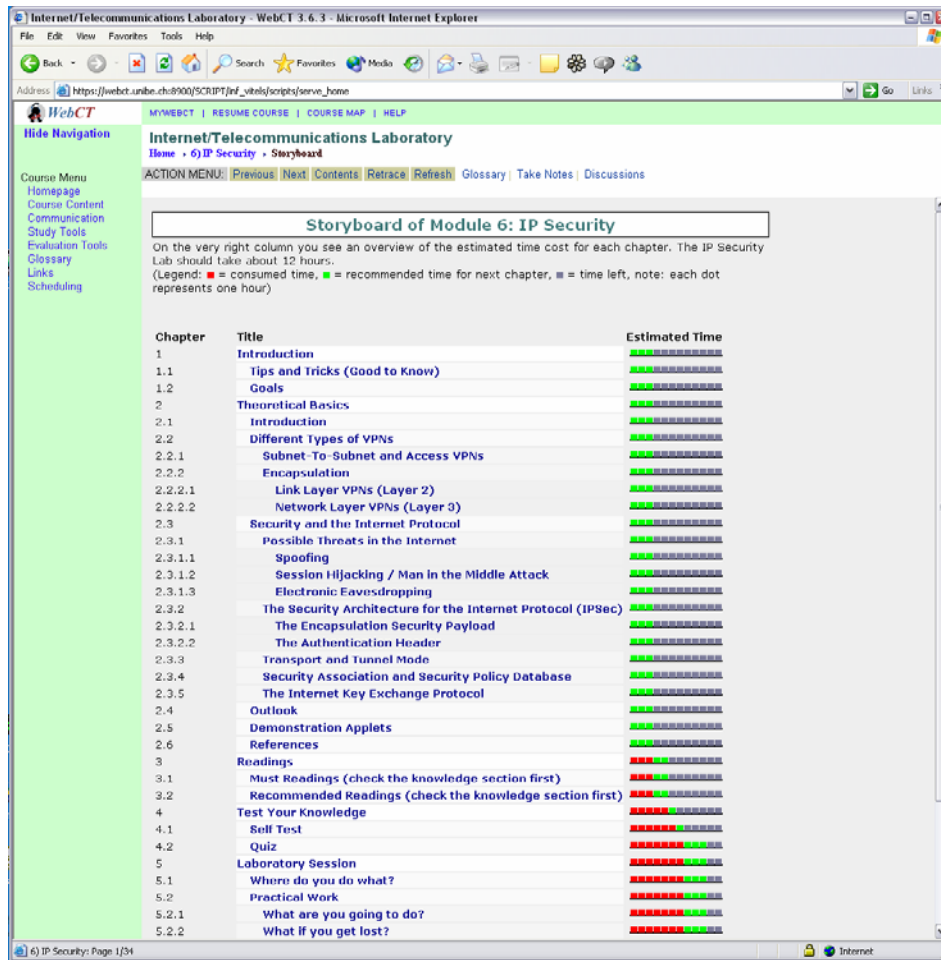 Internet/Telecommunications Laboratory - WebCT 3.6.3 - Microsoft Internet Explorer
File Edit View Favorites Tools Help
Back Search Favorites Media
Address https://webct.unibe.ch:8900/SCRIPT/inf_vitels/scripts/serve_home Go Links
WebCT
MYWEBCT | RESUME COURSE | COURSE MAP | HELP
Hide Navigation
Internet/Telecommunications Laboratory
Home › 6) IP Security › Storyboard
ACTION MENU: Previous Next Contents Retrace Refresh Glossary | Take Notes | Discussions
Course Menu
Homepage
Course Content
Communication
Study Tools
Evaluation Tools
Glossary
Links
Scheduling
Storyboard of Module 6: IP Security
On the very right column you see an overview of the estimated time cost for each chapter. The IP Security
Lab should take about 12 hours.
(Legend: = consumed time, = recommended time for next chapter, = time left, note: each dot
represents one hour)
Chapter Title Estimated Time
1 Introduction
1.1 Tips and Tricks (Good to Know)
1.2 Goals
2 Theoretical Basics
2.1 Introduction
2.2 Different Types of VPNs
2.2.1 Subnet-To-Subnet and Access VPNs
2.2.2 Encapsulation
2.2.2.1 Link Layer VPNs (Layer 2)
2.2.2.2 Network Layer VPNs (Layer 3)
2.3 Security and the Internet Protocol
2.3.1 Possible Threats in the Internet
2.3.1.1 Spoofing
2.3.1.2 Session Hijacking / Man in the Middle Attack
2.3.1.3 Electronic Eavesdropping
2.3.2 The Security Architecture for the Internet Protocol (IPSec)
2.3.2.1 The Encapsulation Security Payload
2.3.2.2 The Authentication Header
2.3.3 Transport and Tunnel Mode
2.3.4 Security Association and Security Policy Database
2.3.5 The Internet Key Exchange Protocol
2.4 Outlook
2.5 Demonstration Applets
2.6 References
3 Readings
3.1 Must Readings (check the knowledge section first)
3.2 Recommended Readings (check the knowledge section first)
4 Test Your Knowledge
4.1 Self Test
4.2 Quiz
5 Laboratory Session
5.1 Where do you do what?
5.2 Practical Work
5.2.1 What are you going to do?
5.2.2 What if you get lost?
6) IP Security: Page 1/34 Internet